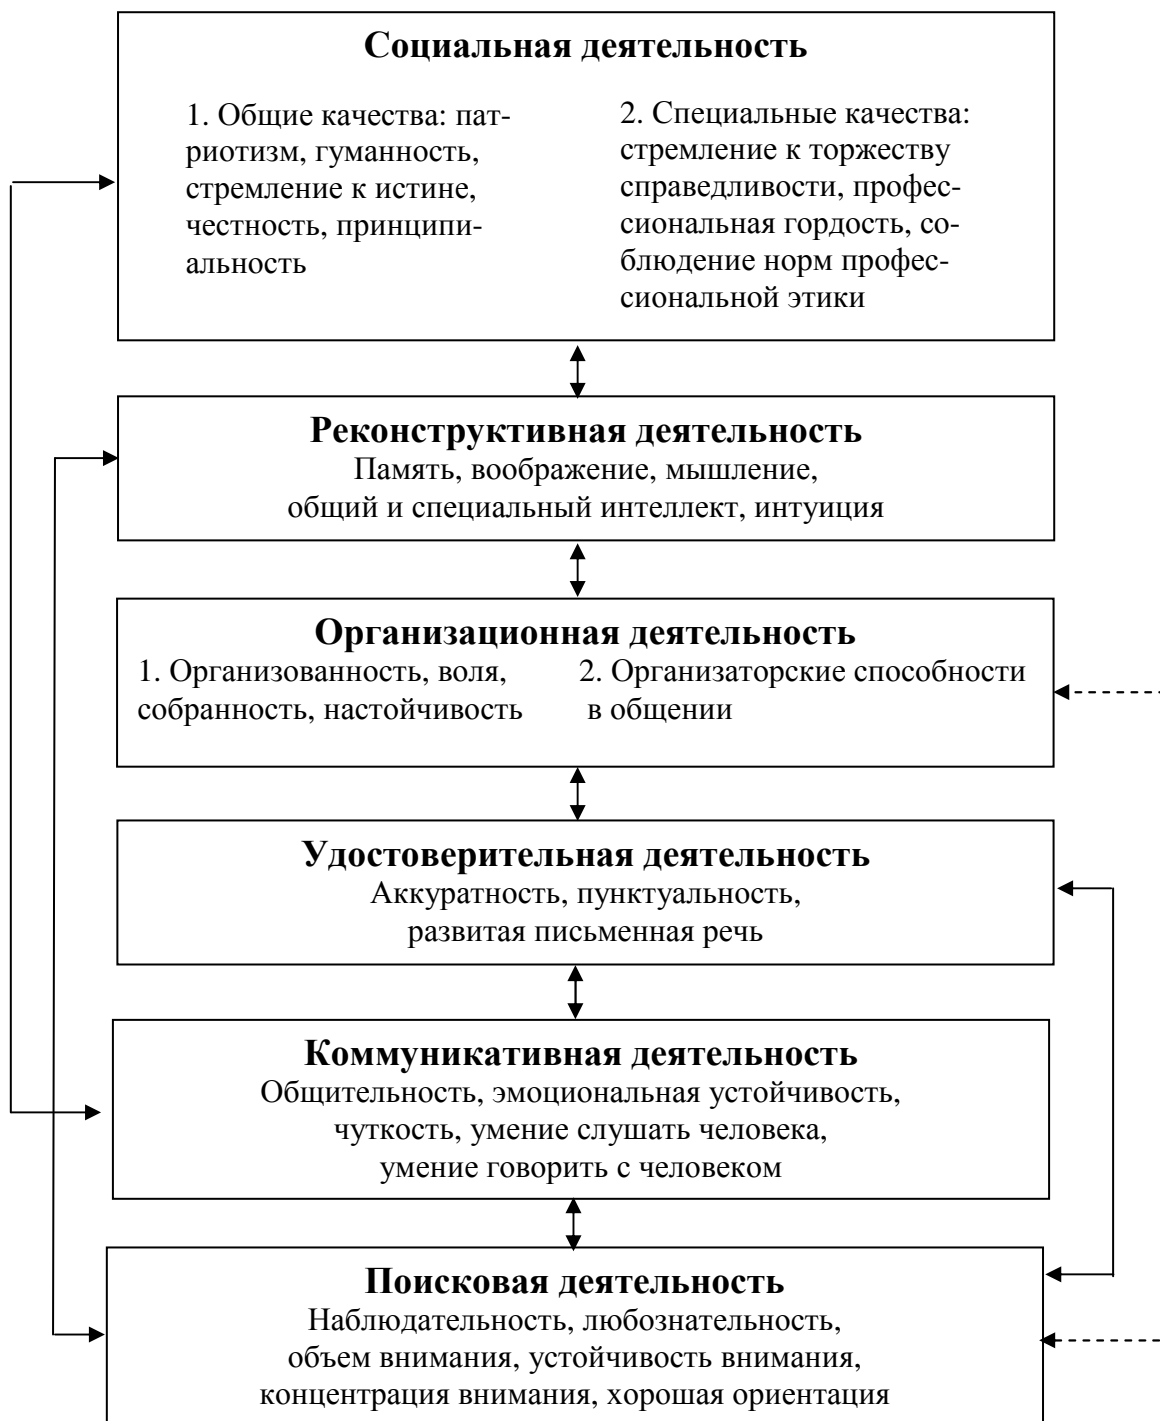 Социальная деятельность
1. Общие качества: пат-
риотизм, гуманность,
стремление к истине,
честность, принципи-
альность
2. Специальные качества:
стремление к торжеству
справедливости, профес-
сиональная гордость, со-
блюдение норм профес-
сиональной этики
Реконструктивная деятельность
Память, воображение, мышление,
общий и специальный интеллект, интуиция
Организационная деятельность
1. Организованность, воля,
собранность, настойчивость
2. Организаторские способности
в общении
Удостоверительная деятельность
Аккуратность, пунктуальность,
развитая письменная речь
Коммуникативная деятельность
Общительность, эмоциональная устойчивость,
чуткость, умение слушать человека,
умение говорить с человеком
Поисковая деятельность
Наблюдательность, любознательность,
объем внимания, устойчивость внимания,
концентрация внимания, хорошая ориентация